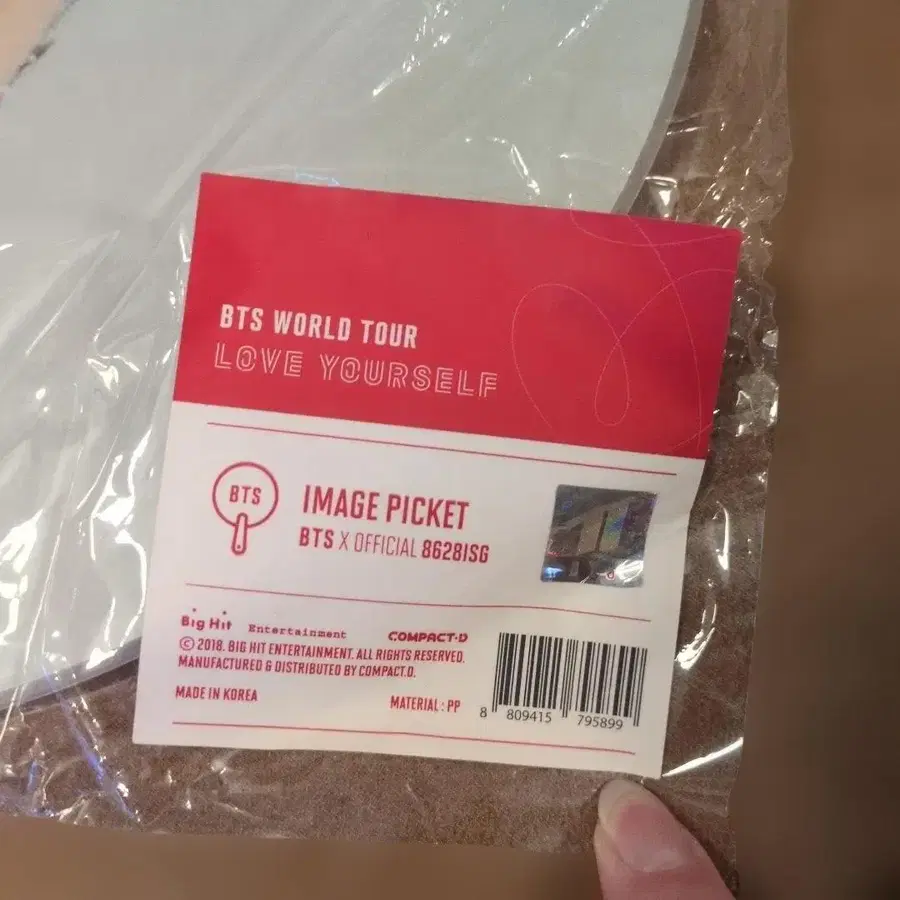 BTS WORLD TOUR
LOVE YOURSELF
BTS
IMAGE PICKET
BTS X OFFICIAL 8628ISG
Big Hit Entertainment
COMPACT·D
© 2018. BIG HIT ENTERTAINMENT. ALL RIGHTS RESERVED.
MANUFACTURED & DISTRIBUTED BY COMPACT.D.
MADE IN KOREA
MATERIAL : PP
8 809415 795899